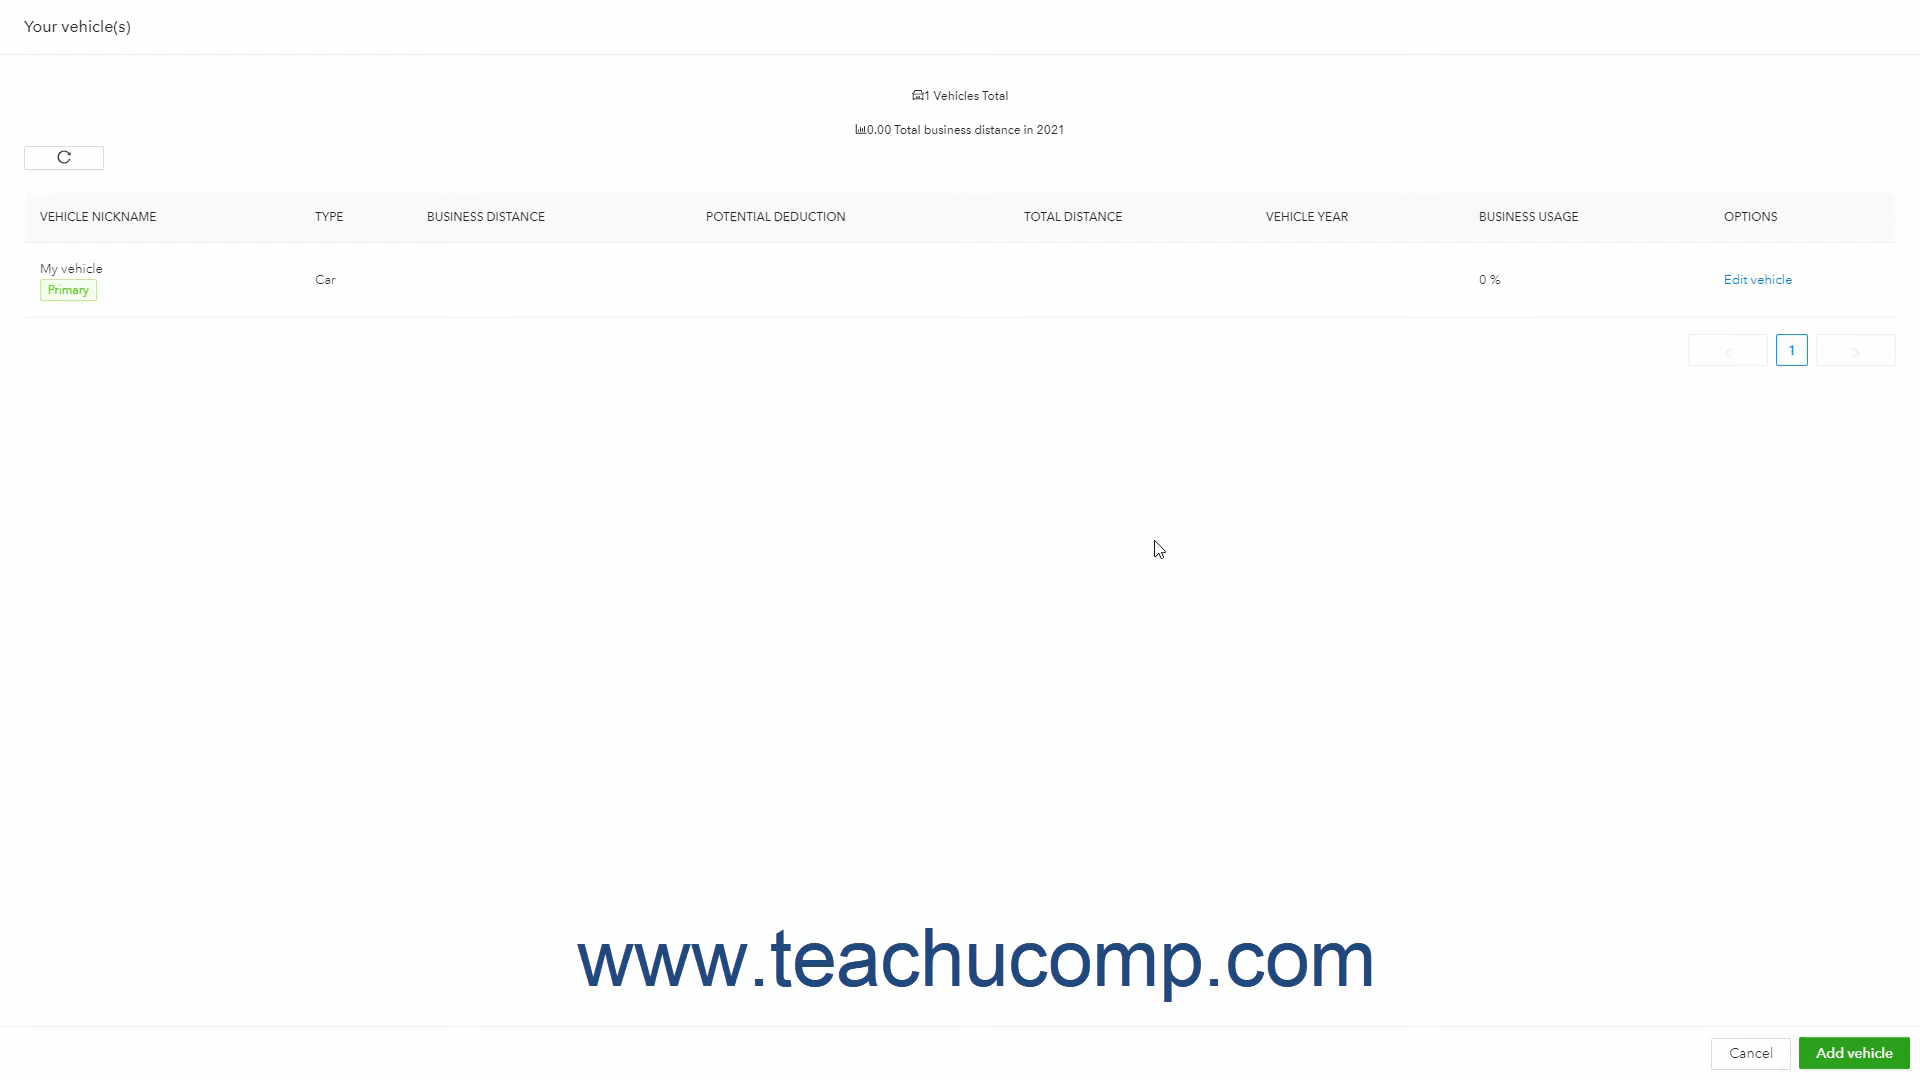 Your vehicle(s)
1 Vehicles Total
0.00 Total business distance in 2021
VEHICLE NICKNAME TYPE BUSINESS DISTANCE POTENTIAL DEDUCTION TOTAL DISTANCE VEHICLE YEAR BUSINESS USAGE OPTIONS
My vehicle
Primary
Car 0 % Edit vehicle
< 1 >
www.teachucomp.com
Cancel Add vehicle